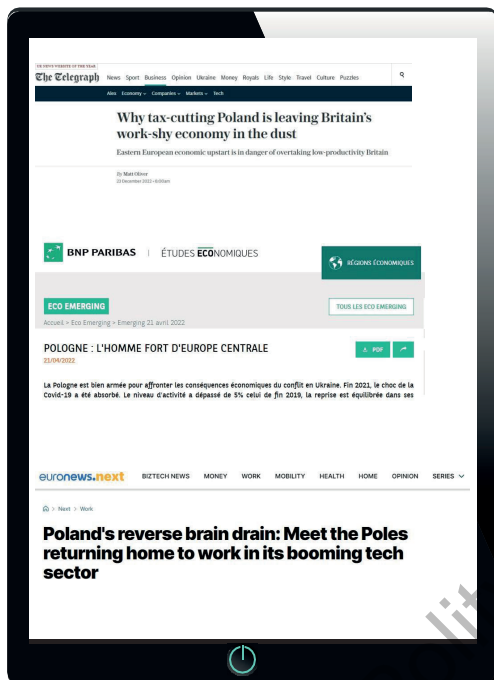 UK NEWS WEBSITE OF THE YEAR
The Telegraph News Sport Business Opinion Ukraine Money Royals Life Style Travel Culture Puzzles
Alex Economy Companies Markets Tech
Why tax-cutting Poland is leaving Britain's
work-shy economy in the dust
Eastern European economic upstart is in danger of overtaking low-productivity Britain
By Matt Oliver
23 December 2022 • 6:00am
BNP PARIBAS | ÉTUDES ECONOMIQUES
RÉGIONS ÉCONOMIQUES
ECO EMERGING
TOUS LES ECO EMERGING
Accueil > Eco Emerging > Emerging 21 avril 2022
POLOGNE : L'HOMME FORT D'EUROPE CENTRALE
PDF
21/04/2022
La Pologne est bien armée pour affronter les conséquences économiques du conflit en Ukraine. Fin 2021, le choc de la
Covid-19 a été absorbé. Le niveau d'activité a dépassé de 5% celui de fin 2019, la reprise est équilibrée dans ses
euronews.next BIZTECH NEWS MONEY WORK MOBILITY HEALTH HOME OPINION SERIES
> Next > Work
Poland's reverse brain drain: Meet the Poles
returning home to work in its booming tech
sector